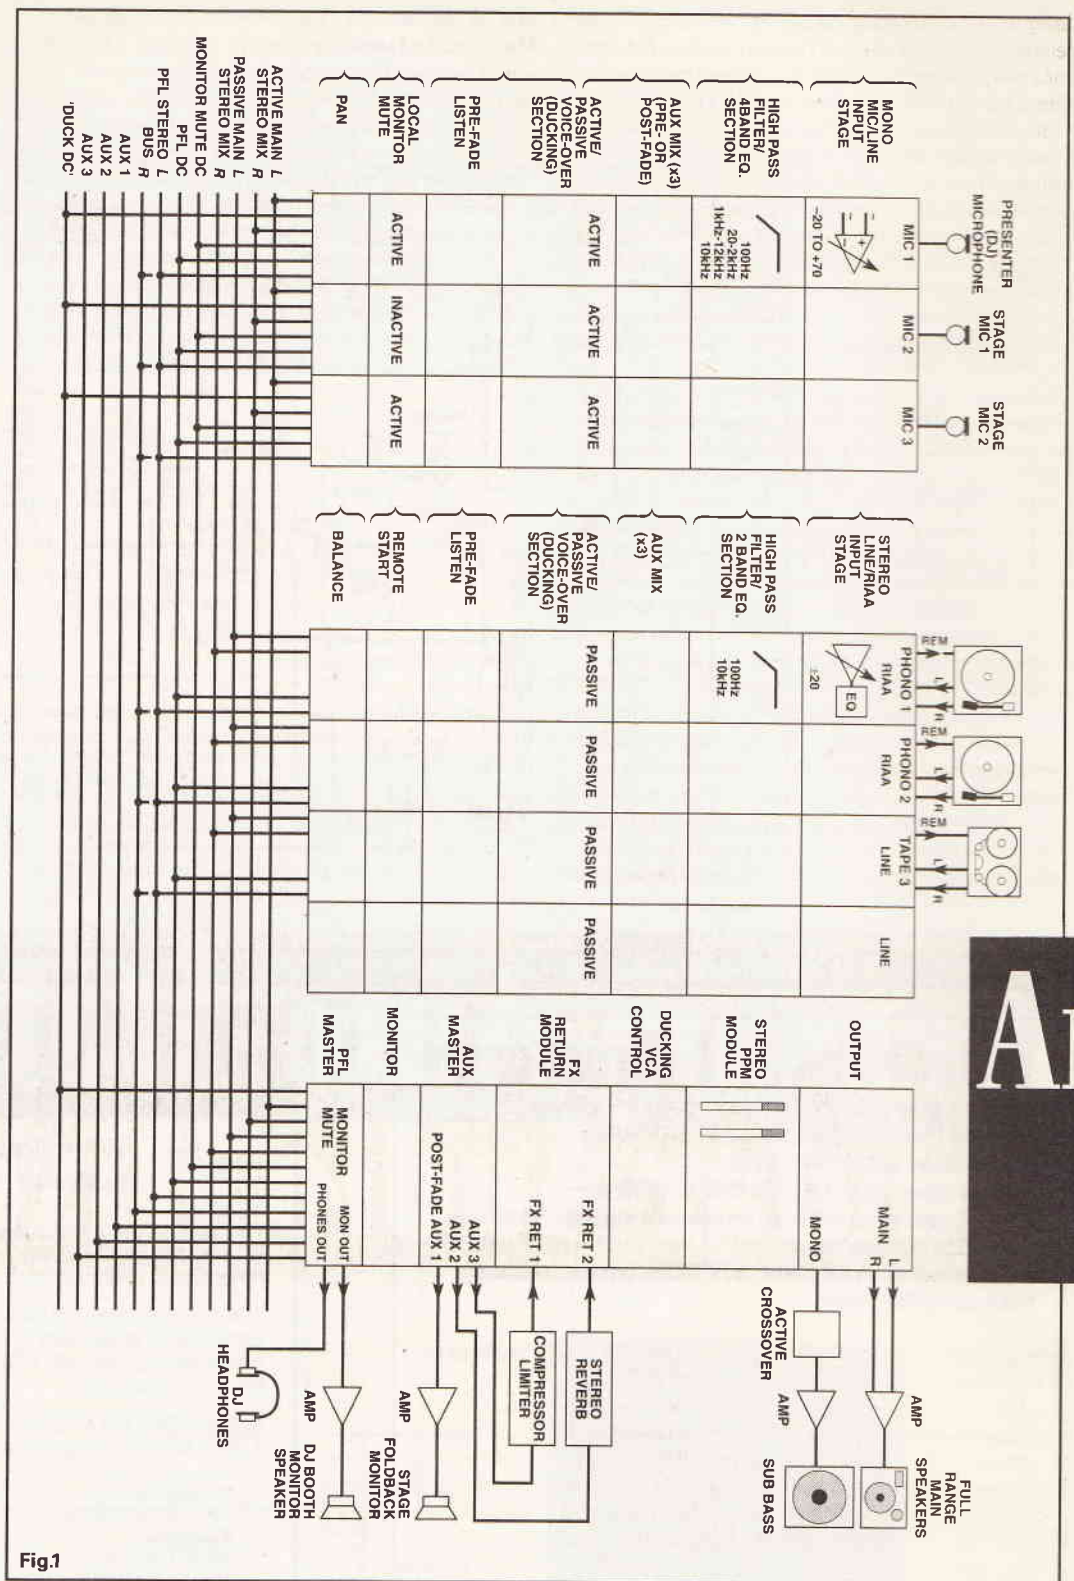 PRESENTER
(DJ)
MICROPHONE
STAGE
MIC 1
STAGE
MIC 2
MONO
MIC/LINE
INPUT
STAGE
MIC 1
MIC 2
MIC 3
+
−
−
−20 TO +70
HIGH PASS
FILTER/
4BAND EQ.
SECTION
100Hz
20-2kHz
1kHz-12kHz
10kHz
AUX MIX (x3)
(PRE- OR
POST-FADE)
ACTIVE/
PASSIVE
VOICE-OVER
(DUCKING)
SECTION
ACTIVE
ACTIVE
ACTIVE
PRE-FADE
LISTEN
LOCAL
MONITOR
MUTE
ACTIVE
INACTIVE
ACTIVE
PAN
ACTIVE MAIN L
STEREO MIX R
PASSIVE MAIN L
STEREO MIX R
MONITOR MUTE DC
PFL DC
PFL STEREO L
BUS R
AUX 1
AUX 2
AUX 3
'DUCK DC'
STEREO
LINE/RIAA
INPUT
STAGE
REM
L
R
PHONO 1
RIAA
REM
L
R
PHONO 2
RIAA
REM
L
R
TAPE 3
LINE
LINE
EQ
±20
HIGH PASS
FILTER/
2 BAND EQ.
SECTION
100Hz
10kHz
AUX MIX
(x3)
ACTIVE/
PASSIVE
VOICE-OVER
(DUCKING)
SECTION
PASSIVE
PASSIVE
PASSIVE
PASSIVE
PRE-FADE
LISTEN
REMOTE
START
BALANCE
OUTPUT
MAIN
L
R
MONO
STEREO
PPM
MODULE
DUCKING
VCA
CONTROL
FX
RETURN
MODULE
FX RET 2
FX RET 1
AUX
MASTER
AUX 3
AUX 2
POST-FADE AUX 1
MONITOR
PFL
MASTER
MONITOR
MUTE
MON OUT
PHONES OUT
AMP
FULL
RANGE
MAIN
SPEAKERS
ACTIVE
CROSSOVER
AMP
SUB BASS
STEREO
REVERB
COMPRESSOR
LIMITER
AMP
STAGE
FOLDBACK
MONITOR
AMP
DJ BOOTH
MONITOR
SPEAKER
DJ
HEADPHONES
Fig.1